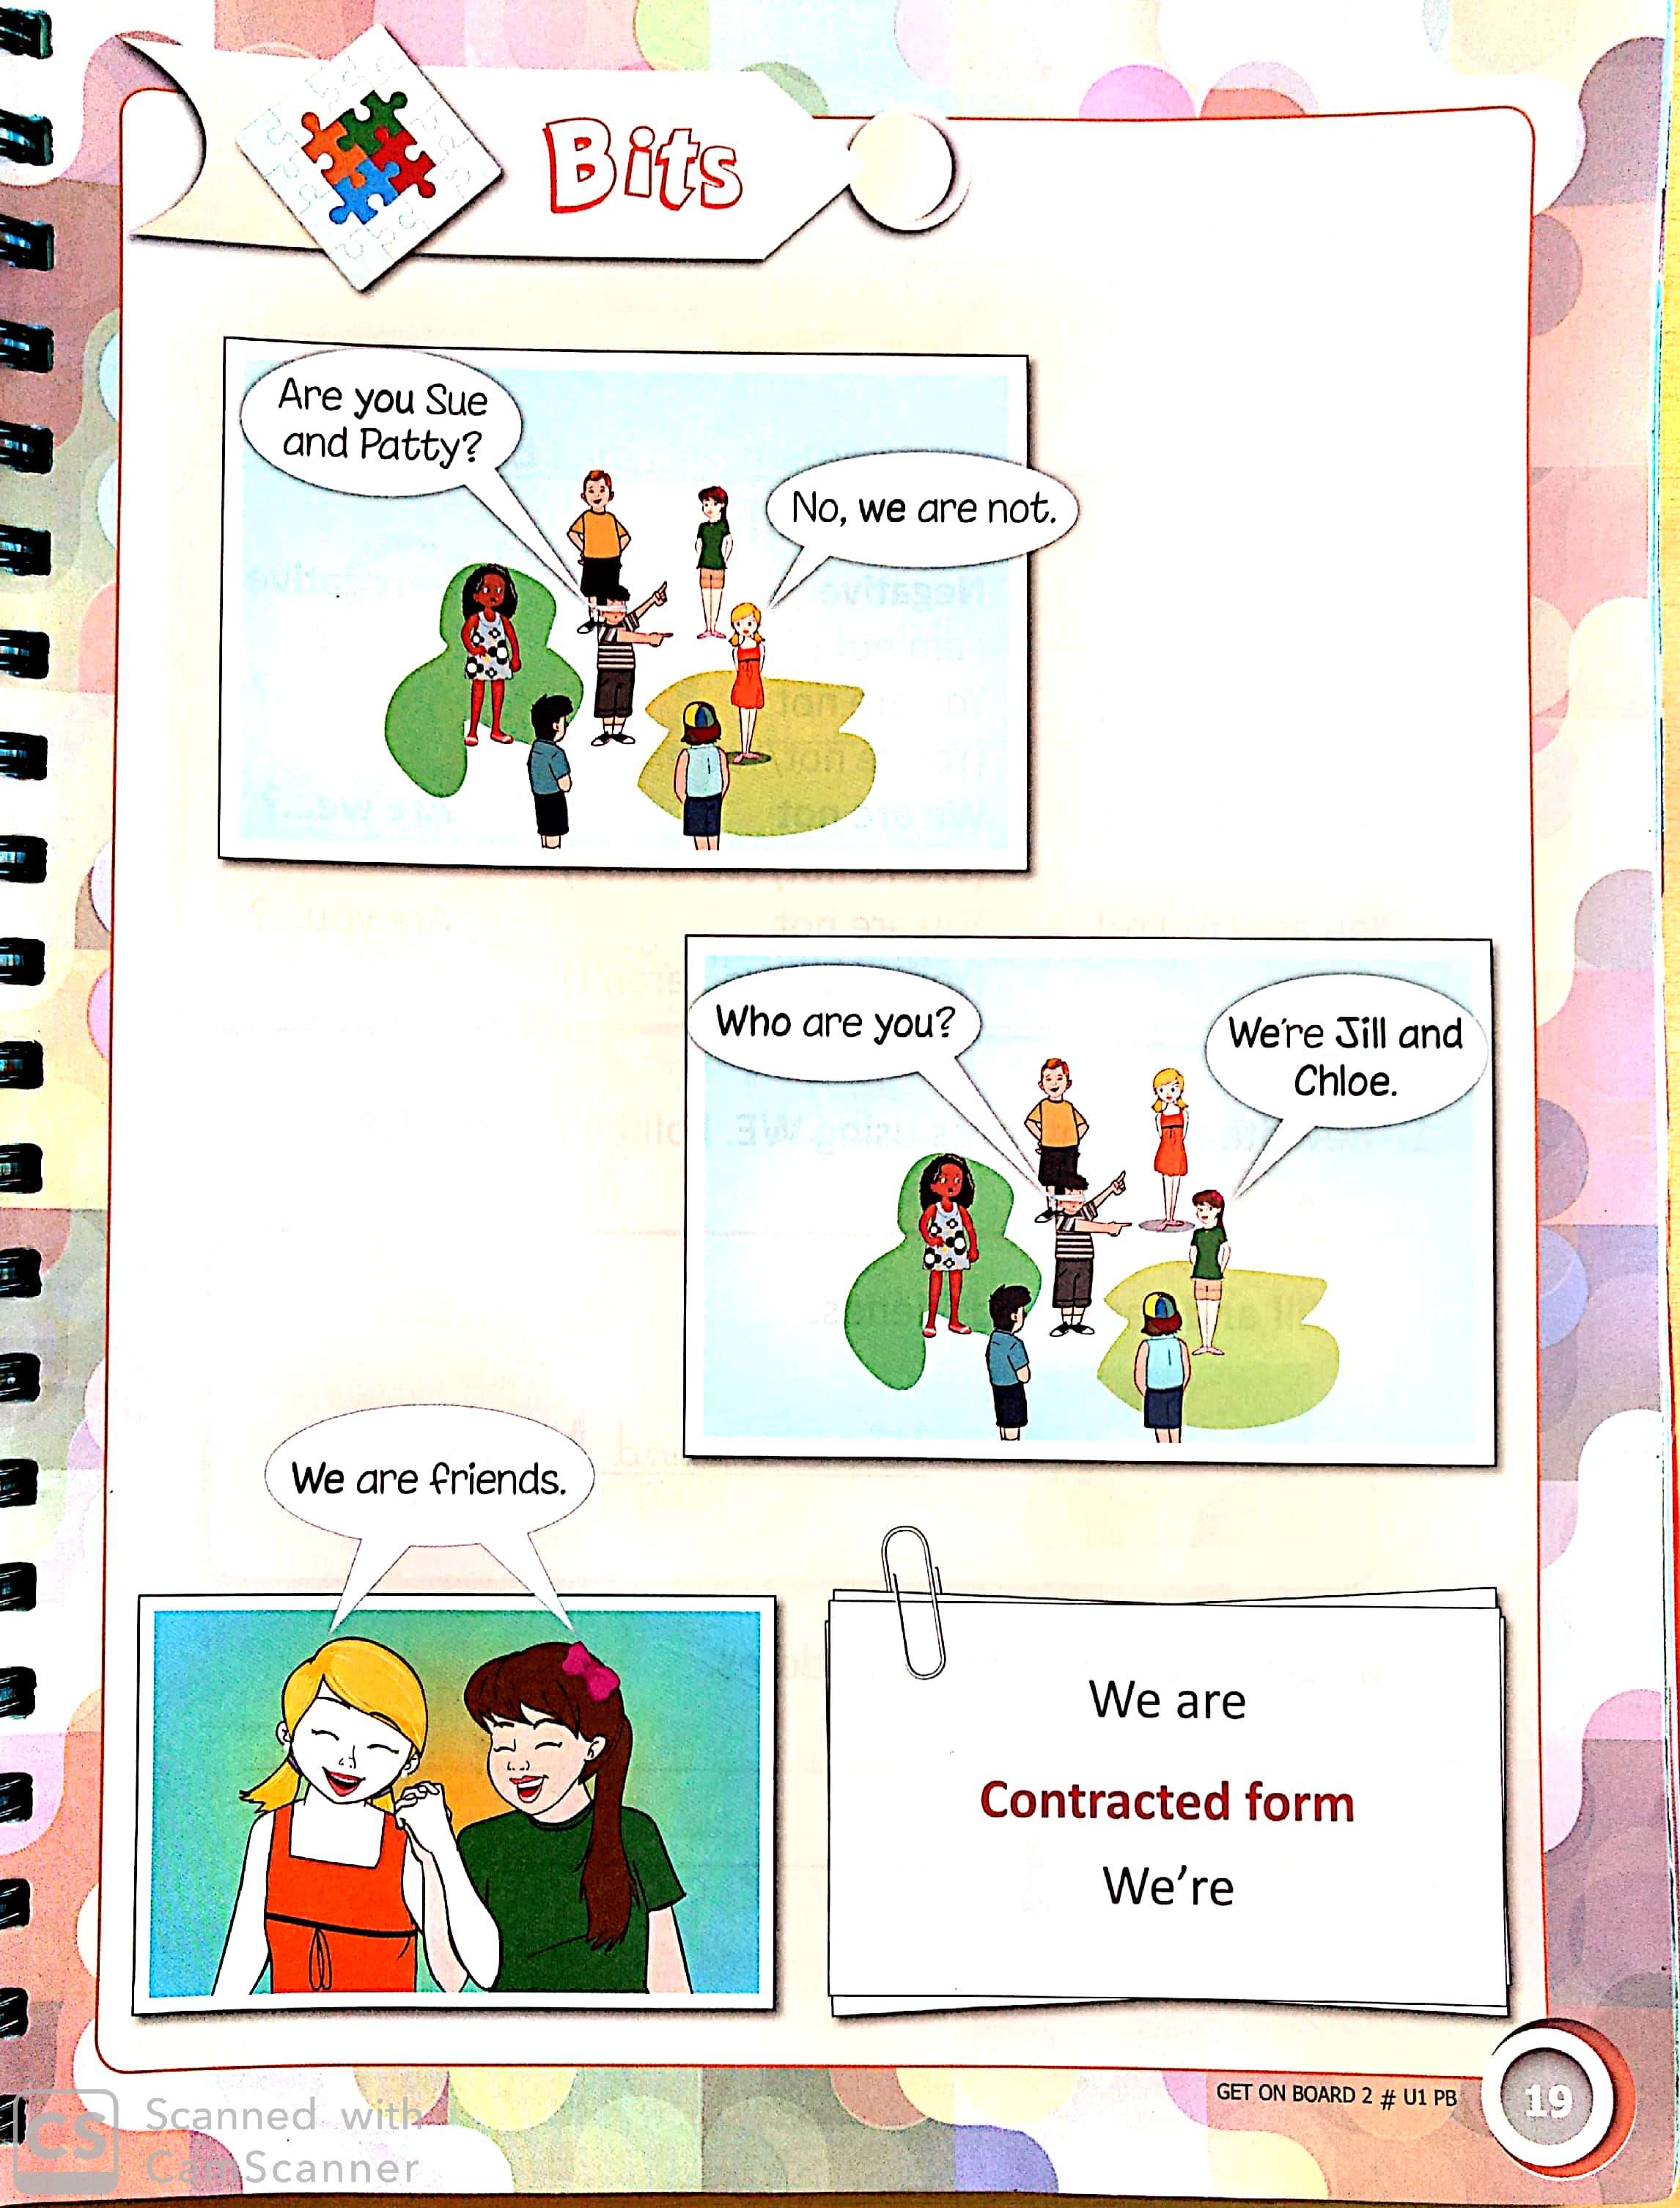 Bits
Are you Sue
and Patty?
No, we are not.
Who are you?
We're Jill and
Chloe.
We are friends.
We are
Contracted form
We're
GET ON BOARD 2 # U1 PB
19
CS
Scanned with
CamScanner